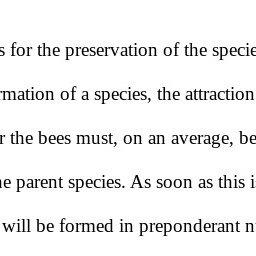 s for the preservation of the specie
rmation of a species, the attraction
r the bees must, on an average, be
e parent species. As soon as this i
will be formed in preponderant n